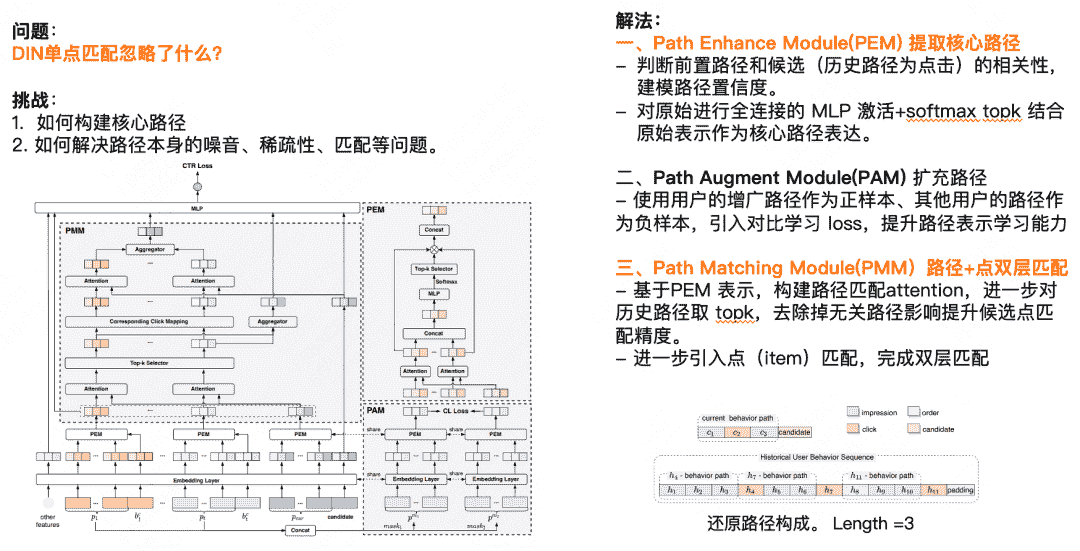 问题：
DIN单点匹配忽略了什么？
挑战：
1. 如何构建核心路径
2. 如何解决路径本身的噪音、稀疏性、匹配等问题。
CTR Loss
MLP
PMM
Aggregator
...
Attention
Attention
...
Corresponding Click Mapping
Aggregator
...
Top-k Selector
Attention
Attention
...
PEM
PEM
PEM
Embedding Layer
other
features
candidate
Concat
PEM
Concat
Top-k Selector
Softmax
MLP
Concat
Attention
Attention
PAM
CL Loss
share
PEM
share
PEM
share
Embedding Layer
share
Embedding Layer
解法：
一、Path Enhance Module(PEM) 提取核心路径
– 判断前置路径和候选（历史路径为点击）的相关性，
建模路径置信度。
– 对原始进行全连接的 MLP 激活+softmax topk 结合
原始表示作为核心路径表达。
二、Path Augment Module(PAM) 扩充路径
– 使用用户的增广路径作为正样本、其他用户的路径作
为负样本，引入对比学习 loss，提升路径表示学习能力
三、Path Matching Module(PMM）路径+点双层匹配
– 基于PEM 表示，构建路径匹配attention，进一步对
历史路径取 topk，去除掉无关路径影响提升候选点匹
配精度。
– 进一步引入点（item）匹配，完成双层匹配
current behavior path
c₁ c₂ c₃ candidate
impression order
click candidate
Historical User Behavior Sequence
h₄ - behavior path h₇ - behavior path h₁₁ - behavior path
h₁ h₂ h₃ h₄ h₅ h₆ h₇ h₈ h₉ h₁₀ h₁₁ padding
还原路径构成。 Length =3